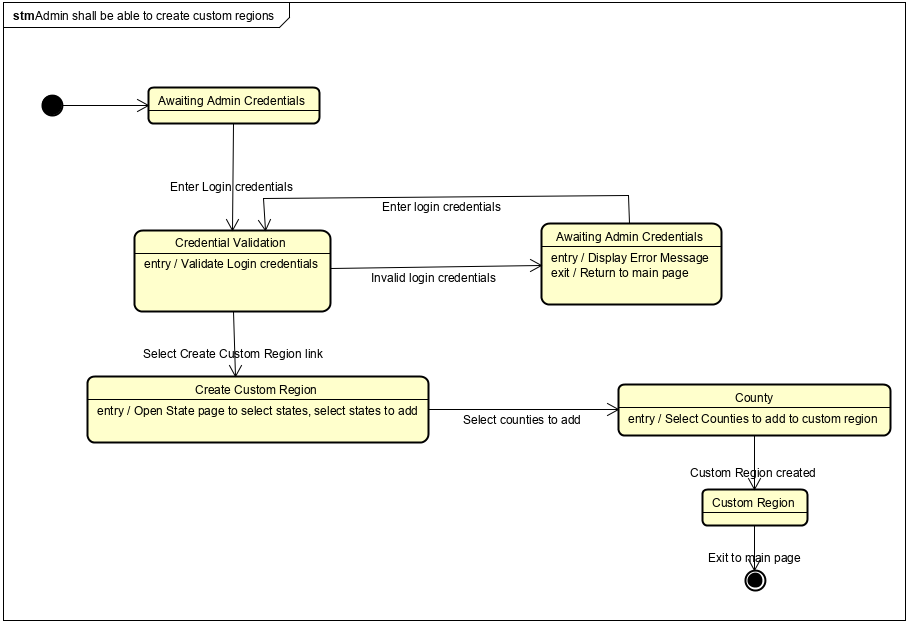 stmAdmin shall be able to create custom regions
Awaiting Admin Credentials
Enter Login credentials
Enter login credentials
Credential Validation
entry / Validate Login credentials
Awaiting Admin Credentials
entry / Display Error Message
exit / Return to main page
Invalid login credentials
Select Create Custom Region link
Create Custom Region
entry / Open State page to select states, select states to add
Select counties to add
County
entry / Select Counties to add to custom region
Custom Region created
Custom Region
Exit to main page